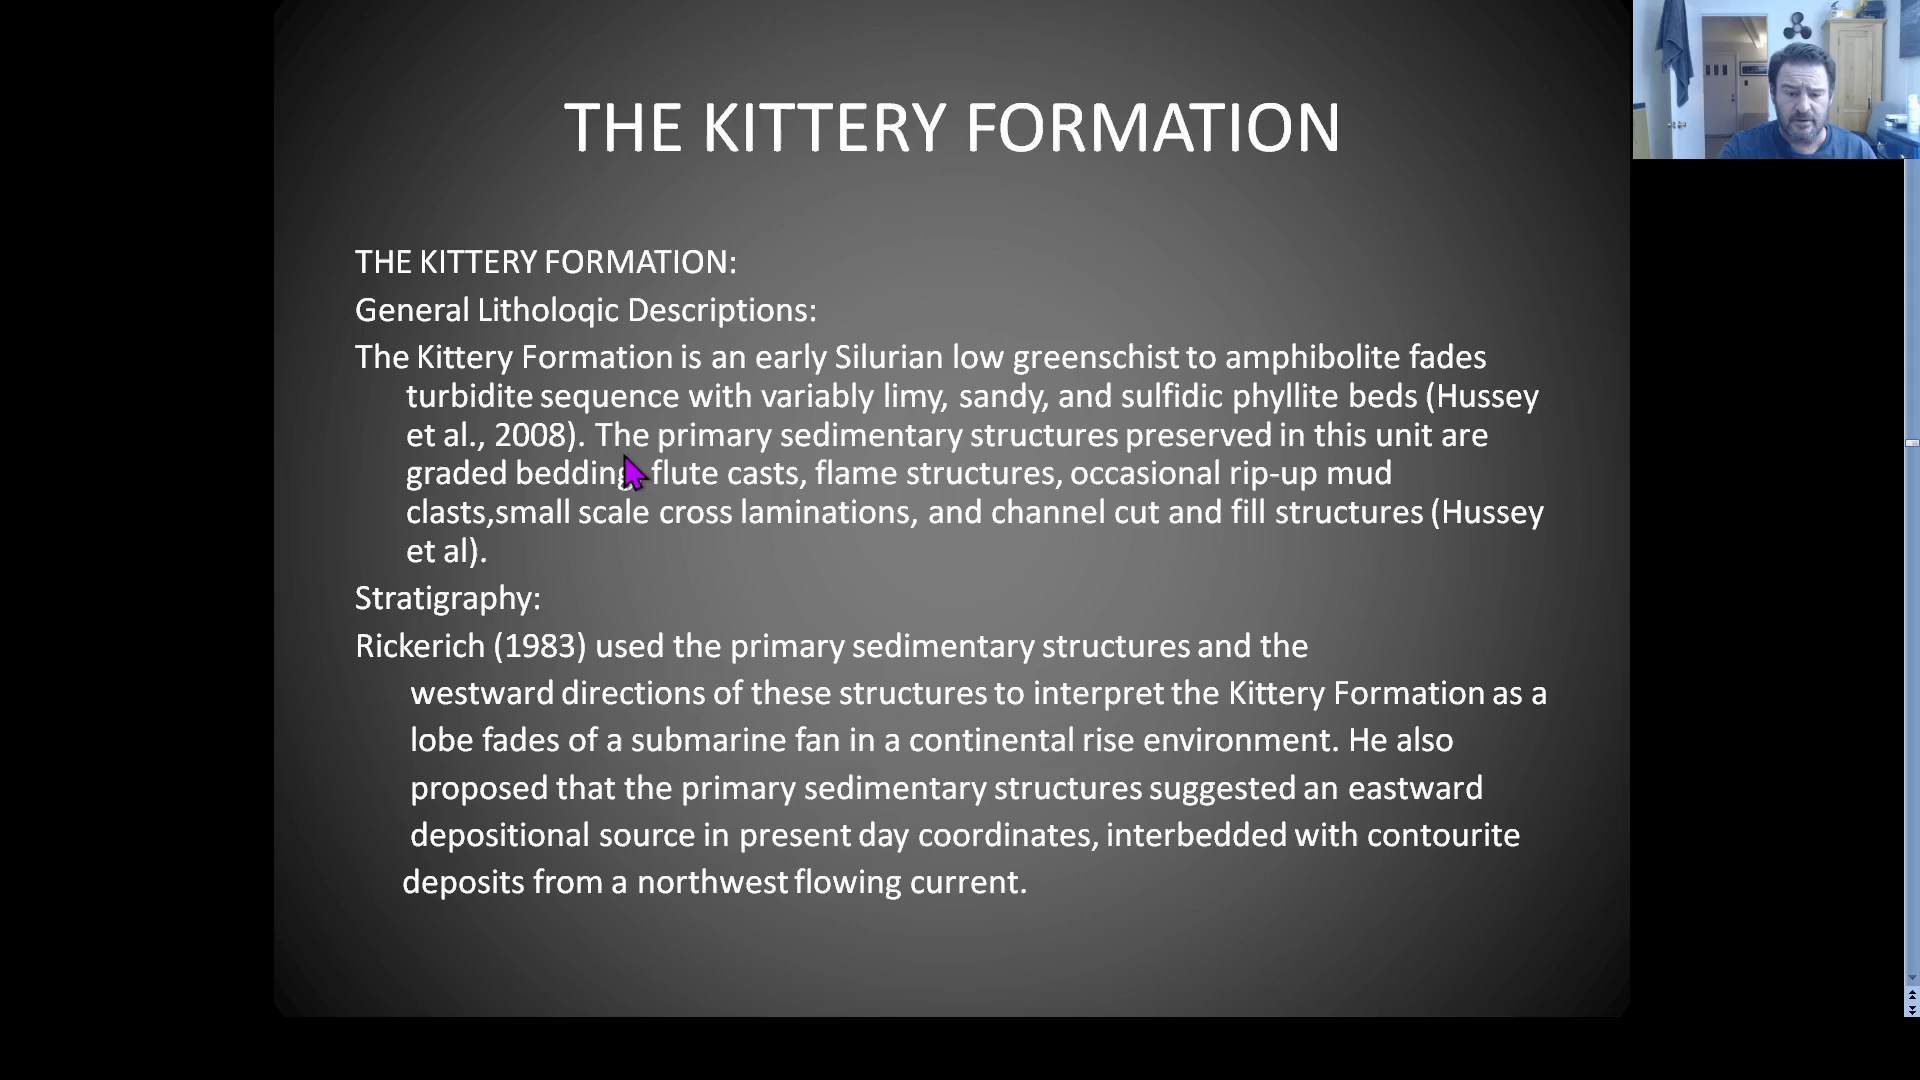 THE KITTERY FORMATION
THE KITTERY FORMATION:
General Litholoqic Descriptions:
The Kittery Formation is an early Silurian low greenschist to amphibolite fades
turbidite sequence with variably limy, sandy, and sulfidic phyllite beds (Hussey
et al., 2008). The primary sedimentary structures preserved in this unit are
graded bedding, flute casts, flame structures, occasional rip-up mud
clasts,small scale cross laminations, and channel cut and fill structures (Hussey
et al).
Stratigraphy:
Rickerich (1983) used the primary sedimentary structures and the
westward directions of these structures to interpret the Kittery Formation as a
lobe fades of a submarine fan in a continental rise environment. He also
proposed that the primary sedimentary structures suggested an eastward
depositional source in present day coordinates, interbedded with contourite
deposits from a northwest flowing current.